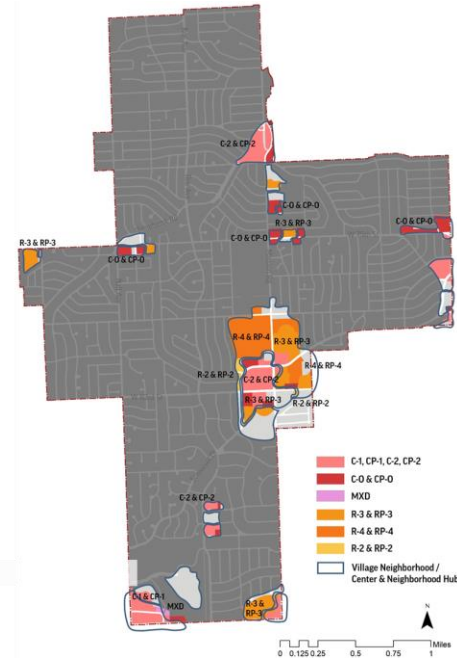 C-2 & CP-2
C-O & CP-O
R-3 & RP-3
C-O & CP-O
C-O & CP-O
R-3 & RP-3
C-O & CP-O
R-4 & RP-4
R-3 & RP-3
R-4 & RP-4
R-2 & RP-2
C-2 & CP-2
R-3 & RP-3
R-2 & RP-2
C-2 & CP-2
C-1 & CP-1
MXD
R-3 &
RP-3
C-1, CP-1, C-2, CP-2
C-O & CP-O
MXD
R-3 & RP-3
R-4 & RP-4
R-2 & RP-2
Village Neighborhood /
Center & Neighborhood Hub
N
Miles
0 0.125 0.25 0.5 0.75 1